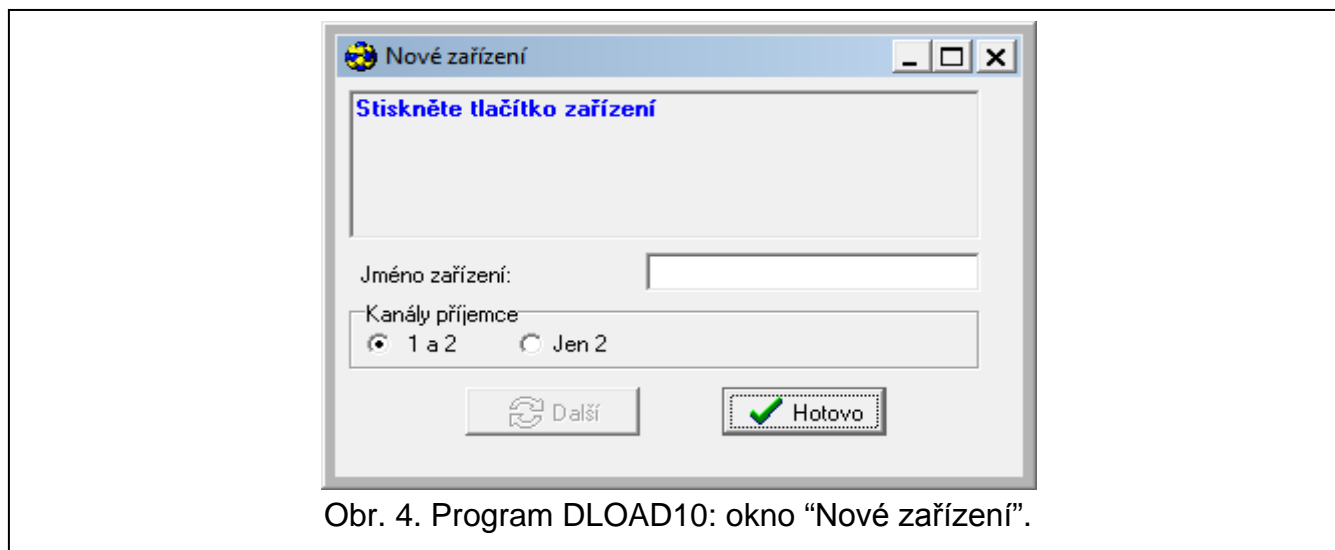 Nové zařízení
Stiskněte tlačítko zařízení
Jméno zařízení:
Kanály příjemce
1 a 2 Jen 2
Další Hotovo
Obr. 4. Program DLOAD10: okno “Nové zařízení”.